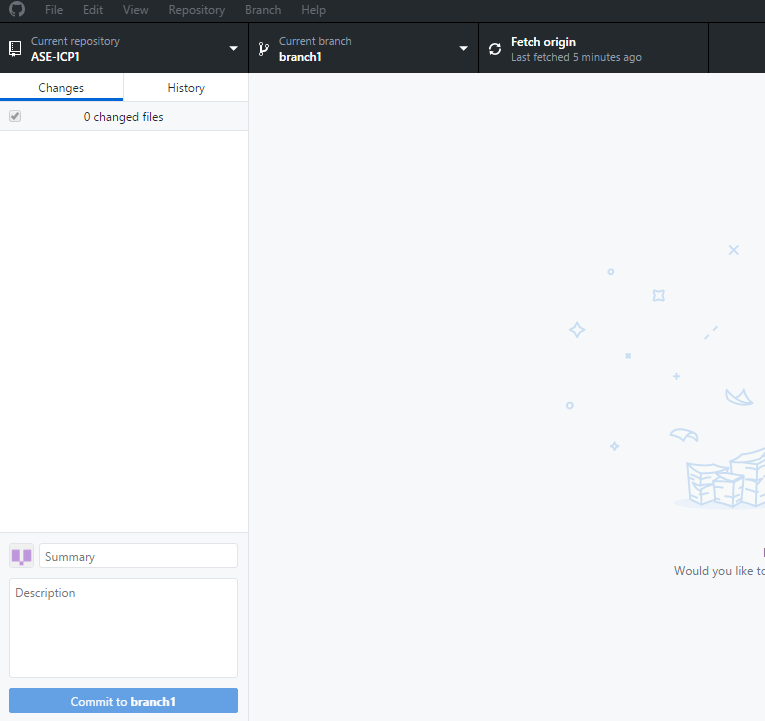 File Edit View Repository Branch Help
Current repository
ASE-ICP1
Current branch
branch1
Fetch origin
Last fetched 5 minutes ago
Changes History
0 changed files
Would you like
Summary
Description
Commit to branch1